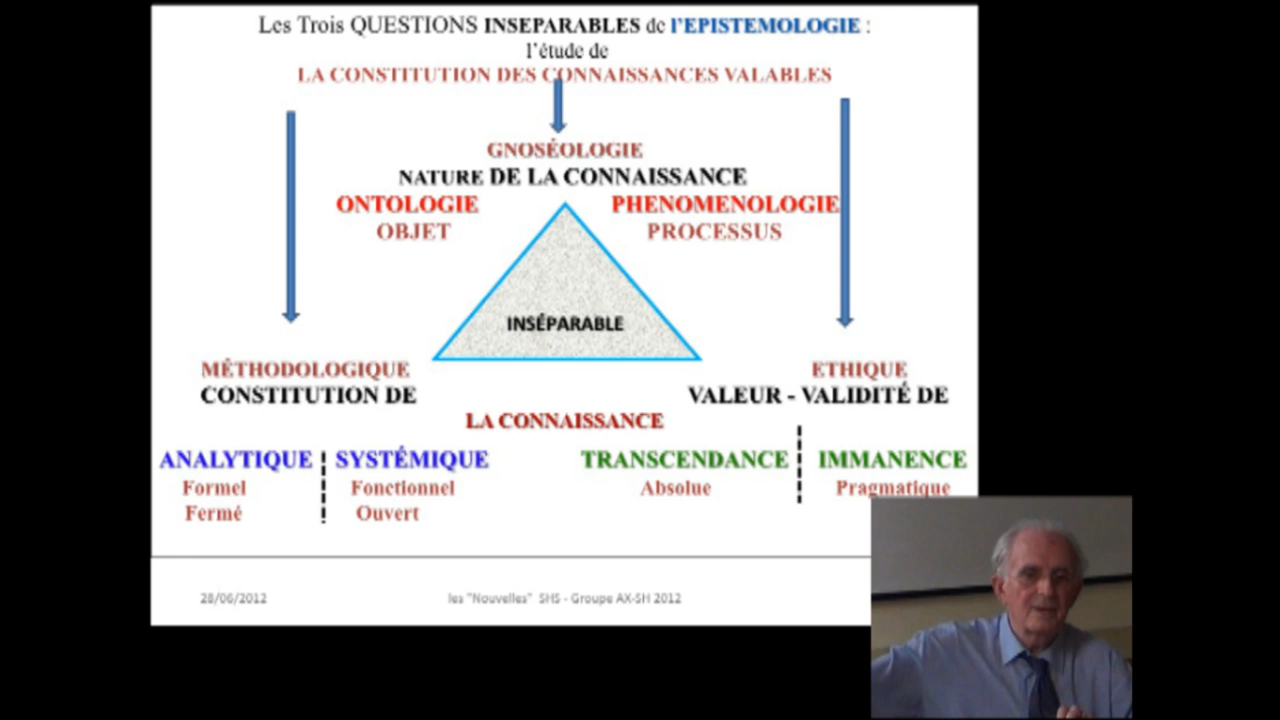 Les Trois QUESTIONS INSEPARABLES de l'EPISTEMOLOGIE :
l'étude de
LA CONSTITUTION DES CONNAISSANCES VALABLES
GNOSÉOLOGIE
NATURE DE LA CONNAISSANCE
ONTOLOGIE PHENOMENOLOGIE
OBJET PROCESSUS
INSÉPARABLE
MÉTHODOLOGIQUE ETHIQUE
CONSTITUTION DE VALEUR - VALIDITÉ DE
LA CONNAISSANCE
ANALYTIQUE SYSTÉMIQUE TRANSCENDANCE IMMANENCE
Formel Fonctionnel Absolue Pragmatique
Fermé Ouvert
28/06/2012 les "Nouvelles" SHS - Groupe AX-SH 2012